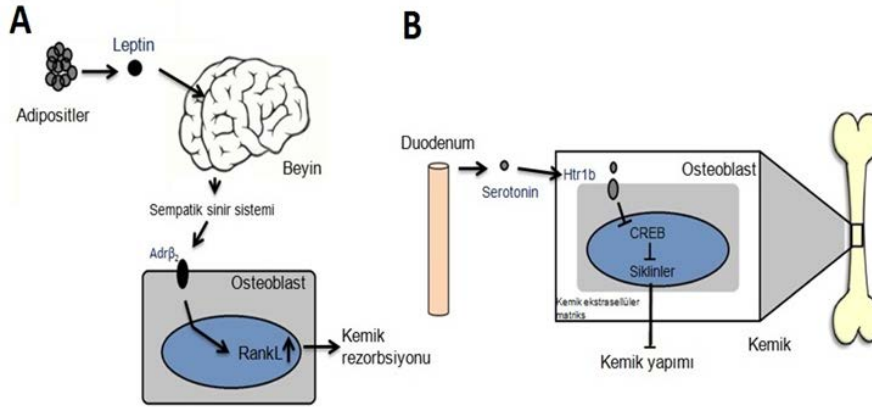 A
Leptin
Adipositler
Beyin
Sempatik sinir sistemi
Adrβ2
Osteoblast
RankL
Kemik
rezorbsiyonu
B
Duodenum
Serotonin
Htr1b
Osteoblast
CREB
Siklinler
Kemik ekstrasellüler
matriks
Kemik yapımı
Kemik